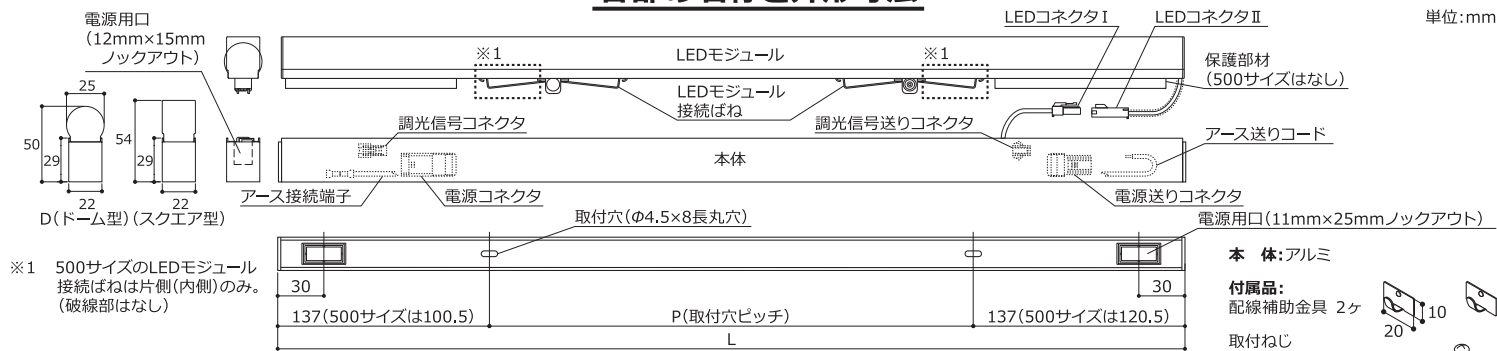 単位:mm
電源用口
(12mm×15mm
ノックアウト)
LEDコネクタⅠ
LEDコネクタⅡ
※1
LEDモジュール
※1
保護部材
(500サイズはなし)
LEDモジュール
接続ばね
25
50
29
22
54
29
22
D(ドーム型)
(スクエア型)
調光信号コネクタ
調光信号送りコネクタ
アース送りコード
本体
アース接続端子
電源コネクタ
電源送りコネクタ
取付穴(Φ4.5×8長丸穴)
電源用口(11mm×25mmノックアウト)
※1 500サイズのLEDモジュール
接続ばねは片側(内側)のみ。
(破線部はなし)
30
30
137(500サイズは100.5)
P(取付穴ピッチ)
137(500サイズは120.5)
L
本 体:アルミ
付属品:
配線補助金具 2ヶ
20
10
取付ねじ